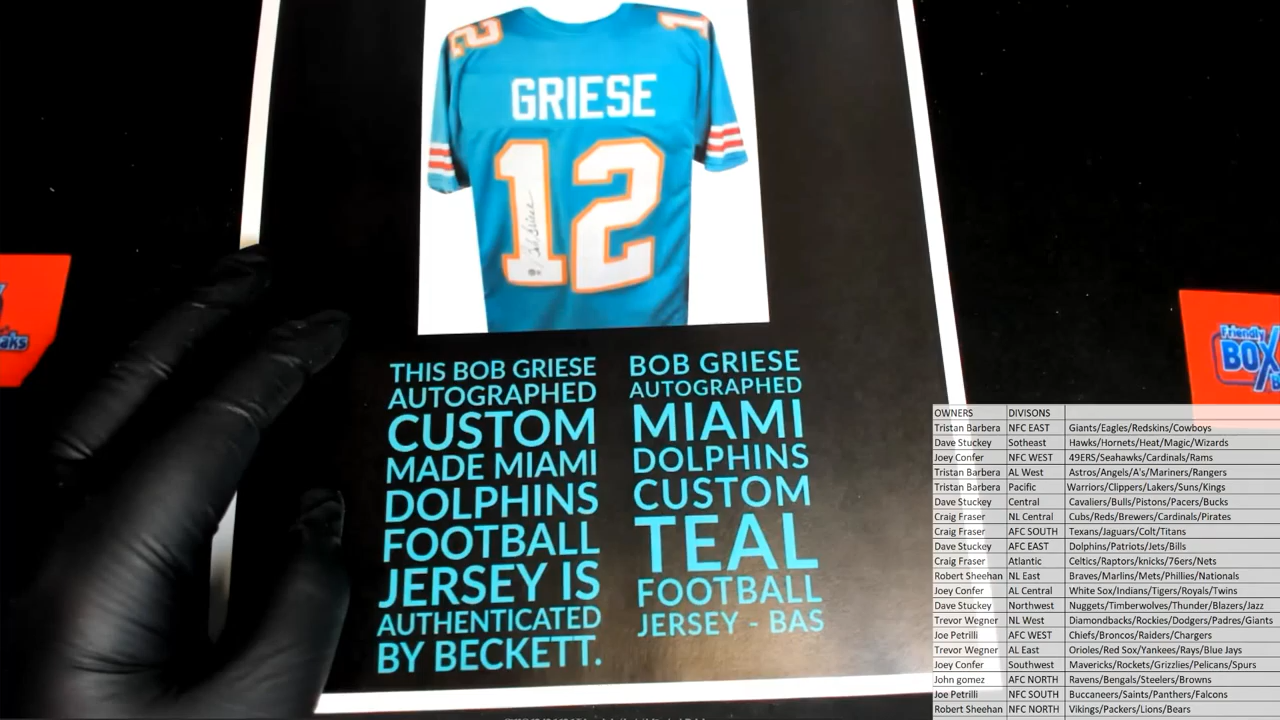 2
1
GRIESE
12
Bob Griese
THIS BOB GRIESE
AUTOGRAPHED
CUSTOM
MADE MIAMI
DOLPHINS
FOOTBALL
JERSEY IS
AUTHENTICATED
BY BECKETT.
BOB GRIESE
AUTOGRAPHED
MIAMI
DOLPHINS
CUSTOM
TEAL
FOOTBALL
JERSEY - BAS
Friendly
BOX
OWNERS DIVISONS
Tristan Barbera NFC EAST Giants/Eagles/Redskins/Cowboys
Dave Stuckey Sotheast Hawks/Hornets/Heat/Magic/Wizards
Joey Confer NFC WEST 49ERS/Seahawks/Cardinals/Rams
Tristan Barbera AL West Astros/Angels/A's/Mariners/Rangers
Tristan Barbera Pacific Warriors/Clippers/Lakers/Suns/Kings
Dave Stuckey Central Cavaliers/Bulls/Pistons/Pacers/Bucks
Craig Fraser NL Central Cubs/Reds/Brewers/Cardinals/Pirates
Craig Fraser AFC SOUTH Texans/Jaguars/Colt/Titans
Dave Stuckey AFC EAST Dolphins/Patriots/Jets/Bills
Craig Fraser Atlantic Celtics/Raptors/knicks/76ers/Nets
Robert Sheehan NL East Braves/Marlins/Mets/Phillies/Nationals
Joey Confer AL Central White Sox/Indians/Tigers/Royals/Twins
Dave Stuckey Northwest Nuggets/Timberwolves/Thunder/Blazers/Jazz
Trevor Wegner NL West Diamondbacks/Rockies/Dodgers/Padres/Giants
Joe Petrilli AFC WEST Chiefs/Broncos/Raiders/Chargers
Trevor Wegner AL East Orioles/Red Sox/Yankees/Rays/Blue Jays
Joey Confer Southwest Mavericks/Rockets/Grizzlies/Pelicans/Spurs
John gomez AFC NORTH Ravens/Bengals/Steelers/Browns
Joe Petrilli NFC SOUTH Buccaneers/Saints/Panthers/Falcons
Robert Sheehan NFC NORTH Vikings/Packers/Lions/Bears